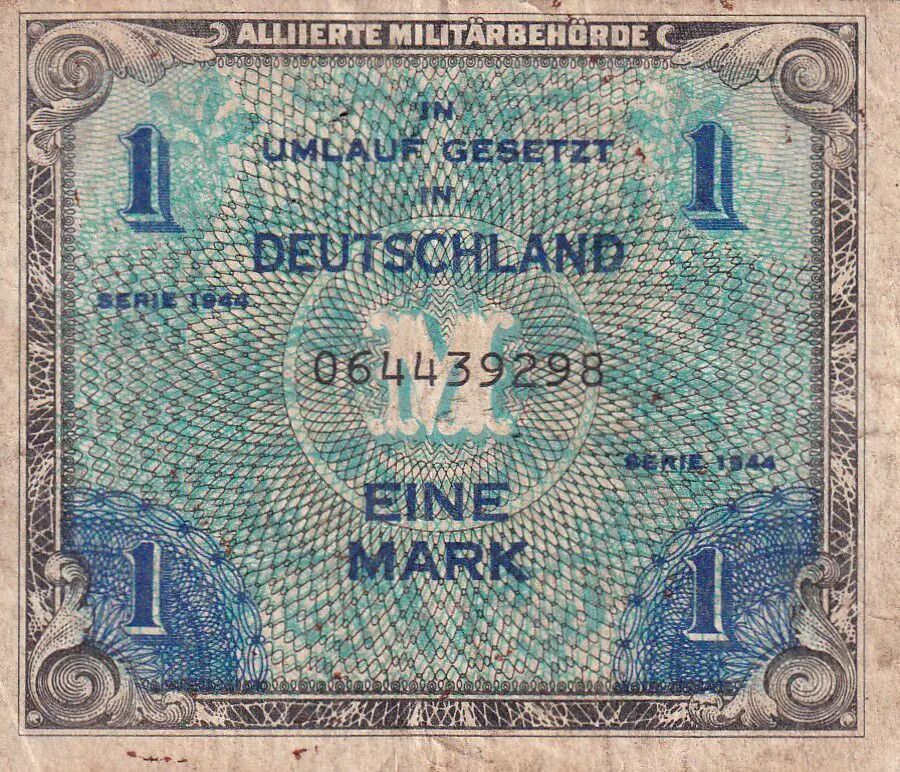 ALLIIERTE MILITÄRBEHÖRDE
IN
1 UMLAUF GESETZT 1
IN
DEUTSCHLAND
SERIE 1944
M
064439298
SERIE 1944
EINE
1 MARK 1